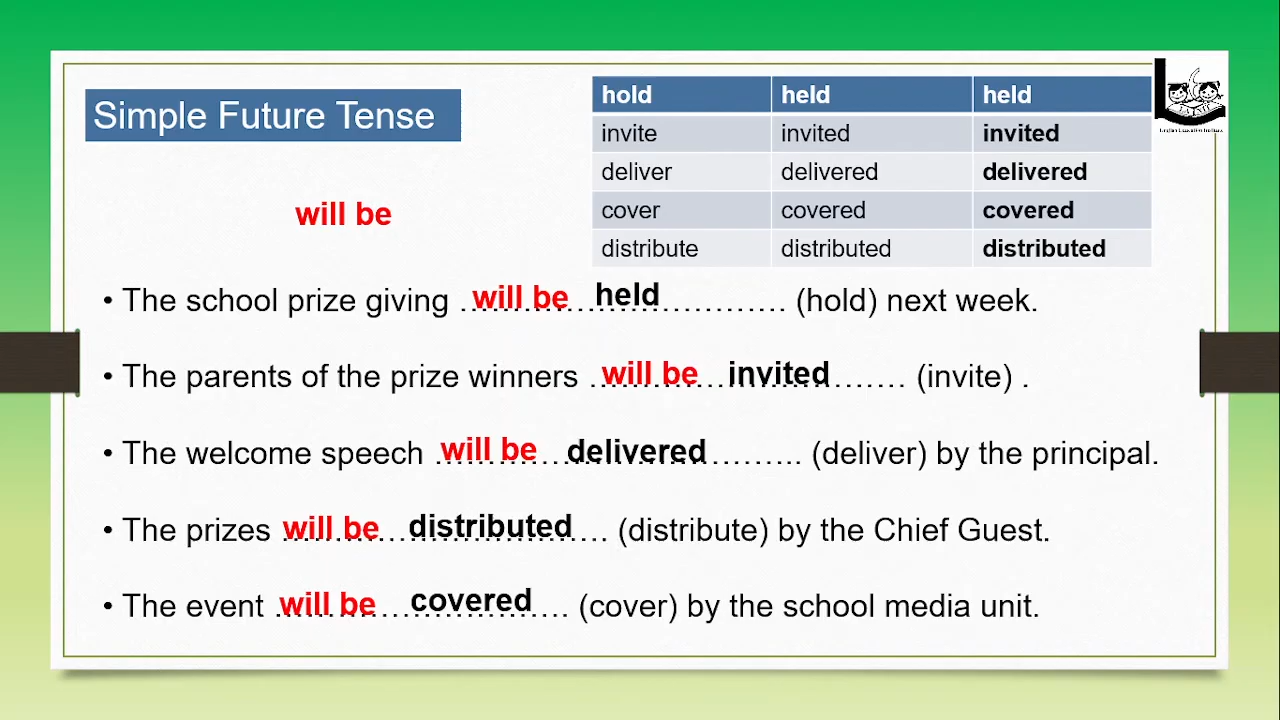 Simple Future Tense
hold held held
invite invited invited
deliver delivered delivered
cover covered covered
distribute distributed distributed
will be
• The school prize giving ...will be held............... (hold) next week.
• The parents of the prize winners ...will be invited......... (invite) .
• The welcome speech ...will be delivered......... (deliver) by the principal.
• The prizes ...will be distributed...... (distribute) by the Chief Guest.
• The event ...will be covered...... (cover) by the school media unit.